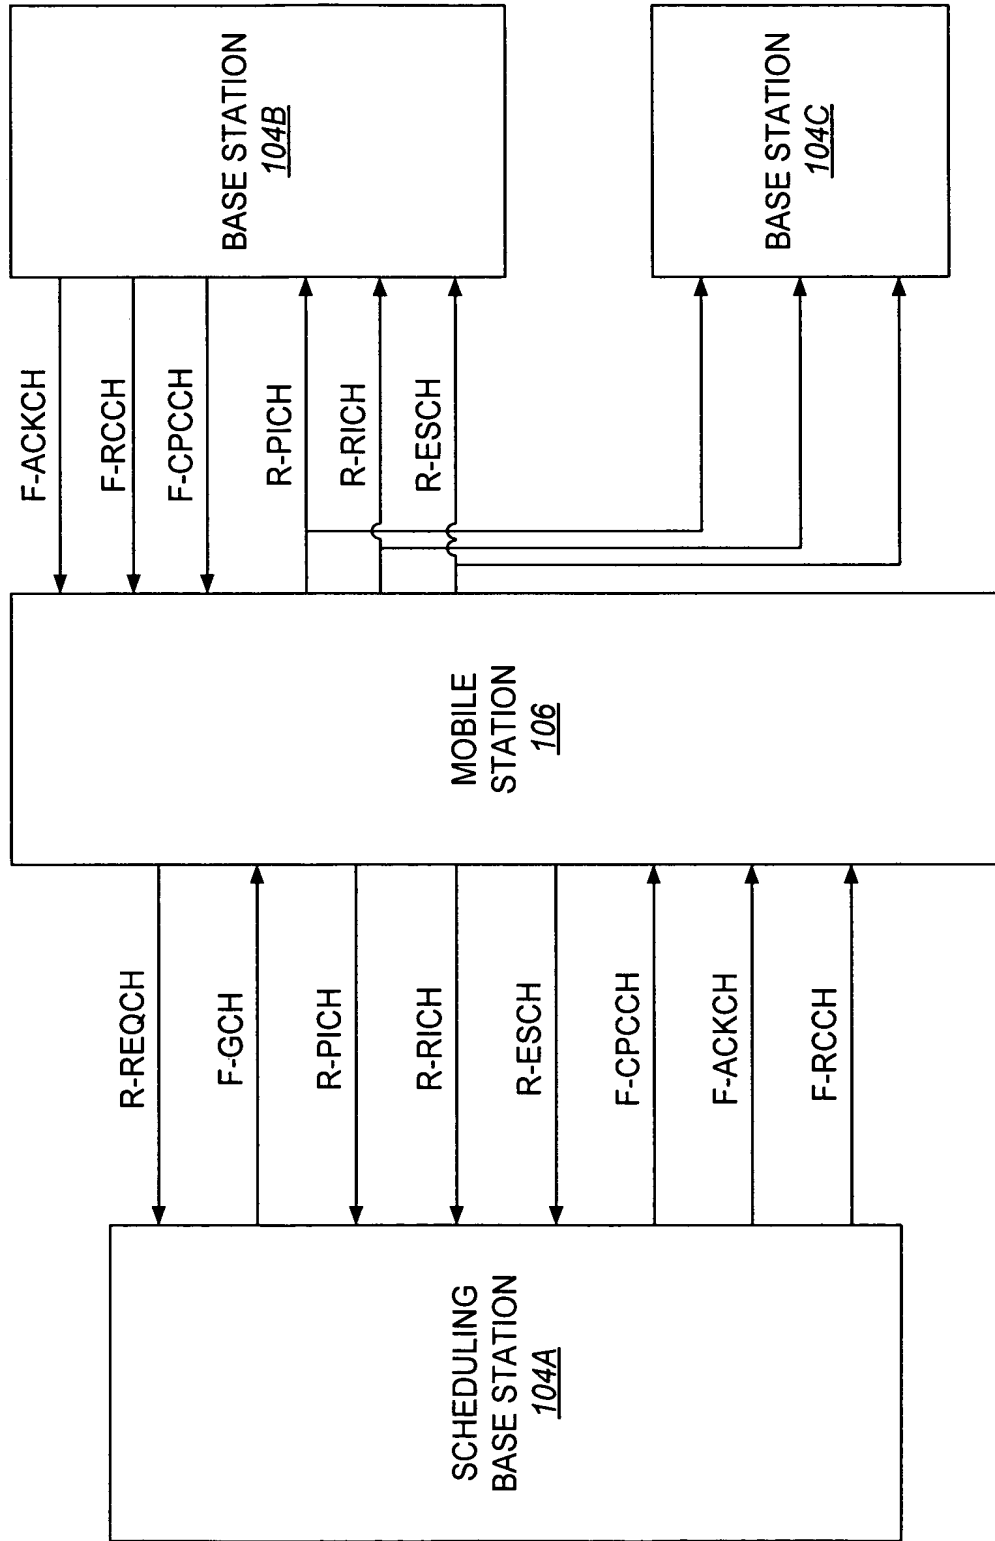 BASE STATION
104B
BASE STATION
104C
F-ACKCH
F-RCCH
F-CPCCH
R-PICH
R-RICH
R-ESCH
MOBILE
STATION
106
R-REQCH
F-GCH
R-PICH
R-RICH
R-ESCH
F-CPCCH
F-ACKCH
F-RCCH
SCHEDULING
BASE STATION
104A